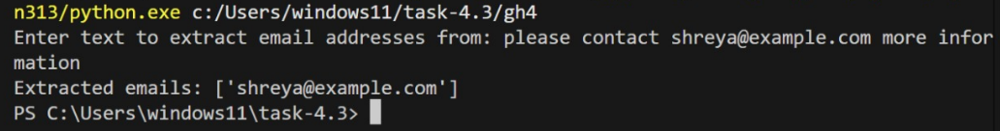 n313/python.exe c:/Users/windows11/task-4.3/gh4
Enter text to extract email addresses from: please contact shreya@example.com more infor
mation
Extracted emails: ['shreya@example.com']
PS C:\Users\windows11\task-4.3>